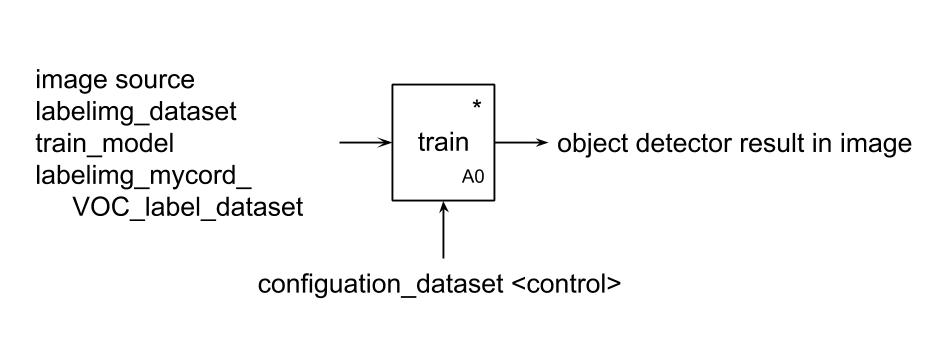 image source
labelimg_dataset
train_model
labelimg_mycord_
VOC_label_dataset
*
train
A0
object detector result in image
configuation_dataset <control>